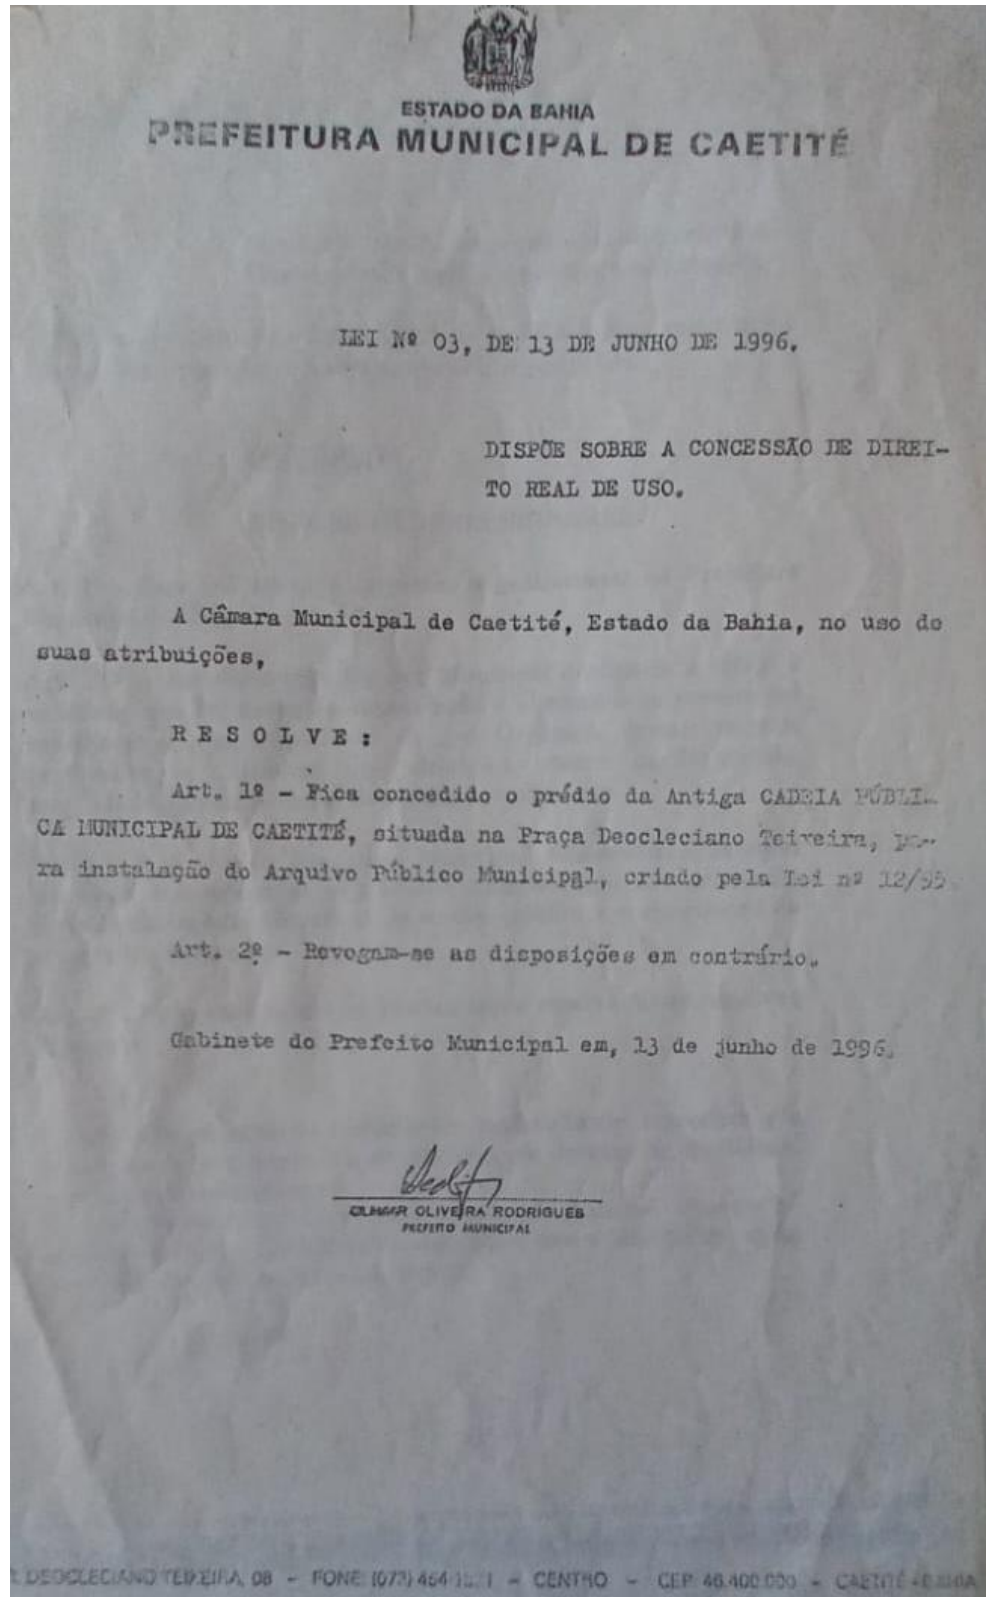 ESTADO DA BAHIA
PREFEITURA MUNICIPAL DE CAETITÉ
LEI Nº 03, DE 13 DE JUNHO DE 1996.
DISPÕE SOBRE A CONCESSÃO DE DIREI-
TO REAL DE USO.
A Câmara Municipal de Caetité, Estado da Bahia, no uso de
suas atribuições,
R E S O L V E :
Art. 1º - Fica concedido o prédio da Antiga CADEIA PÚBLI-
CA MUNICIPAL DE CAETITÉ, situada na Praça Deocleciano Teixeira, pa-
ra instalação do Arquivo Público Municipal, criado pela Lei nº 12/95.
Art. 2º - Revogam-se as disposições em contrário.
Gabinete do Prefeito Municipal em, 13 de junho de 1996.
OLIVEIRA RODRIGUES
PREFEITO MUNICIPAL
DEOCLECIANO TEIXEIRA, 08 - FONE: (077) 454 - CENTRO - CEP 46.400.000 - CAETITÉ - BAHIA